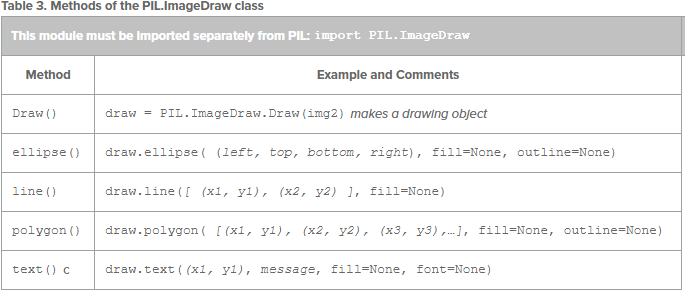 Table 3. Methods of the PIL.ImageDraw class
This module must be imported separately from PIL: import PIL.ImageDraw
Method Example and Comments
Draw() draw = PIL.ImageDraw.Draw(img2) makes a drawing object
ellipse() draw.ellipse( (left, top, bottom, right), fill=None, outline=None)
line() draw.line([ (x1, y1), (x2, y2) ], fill=None)
polygon() draw.polygon( [(x1, y1), (x2, y2), (x3, y3),…], fill=None, outline=None)
text() c draw.text((x1, y1), message, fill=None, font=None)